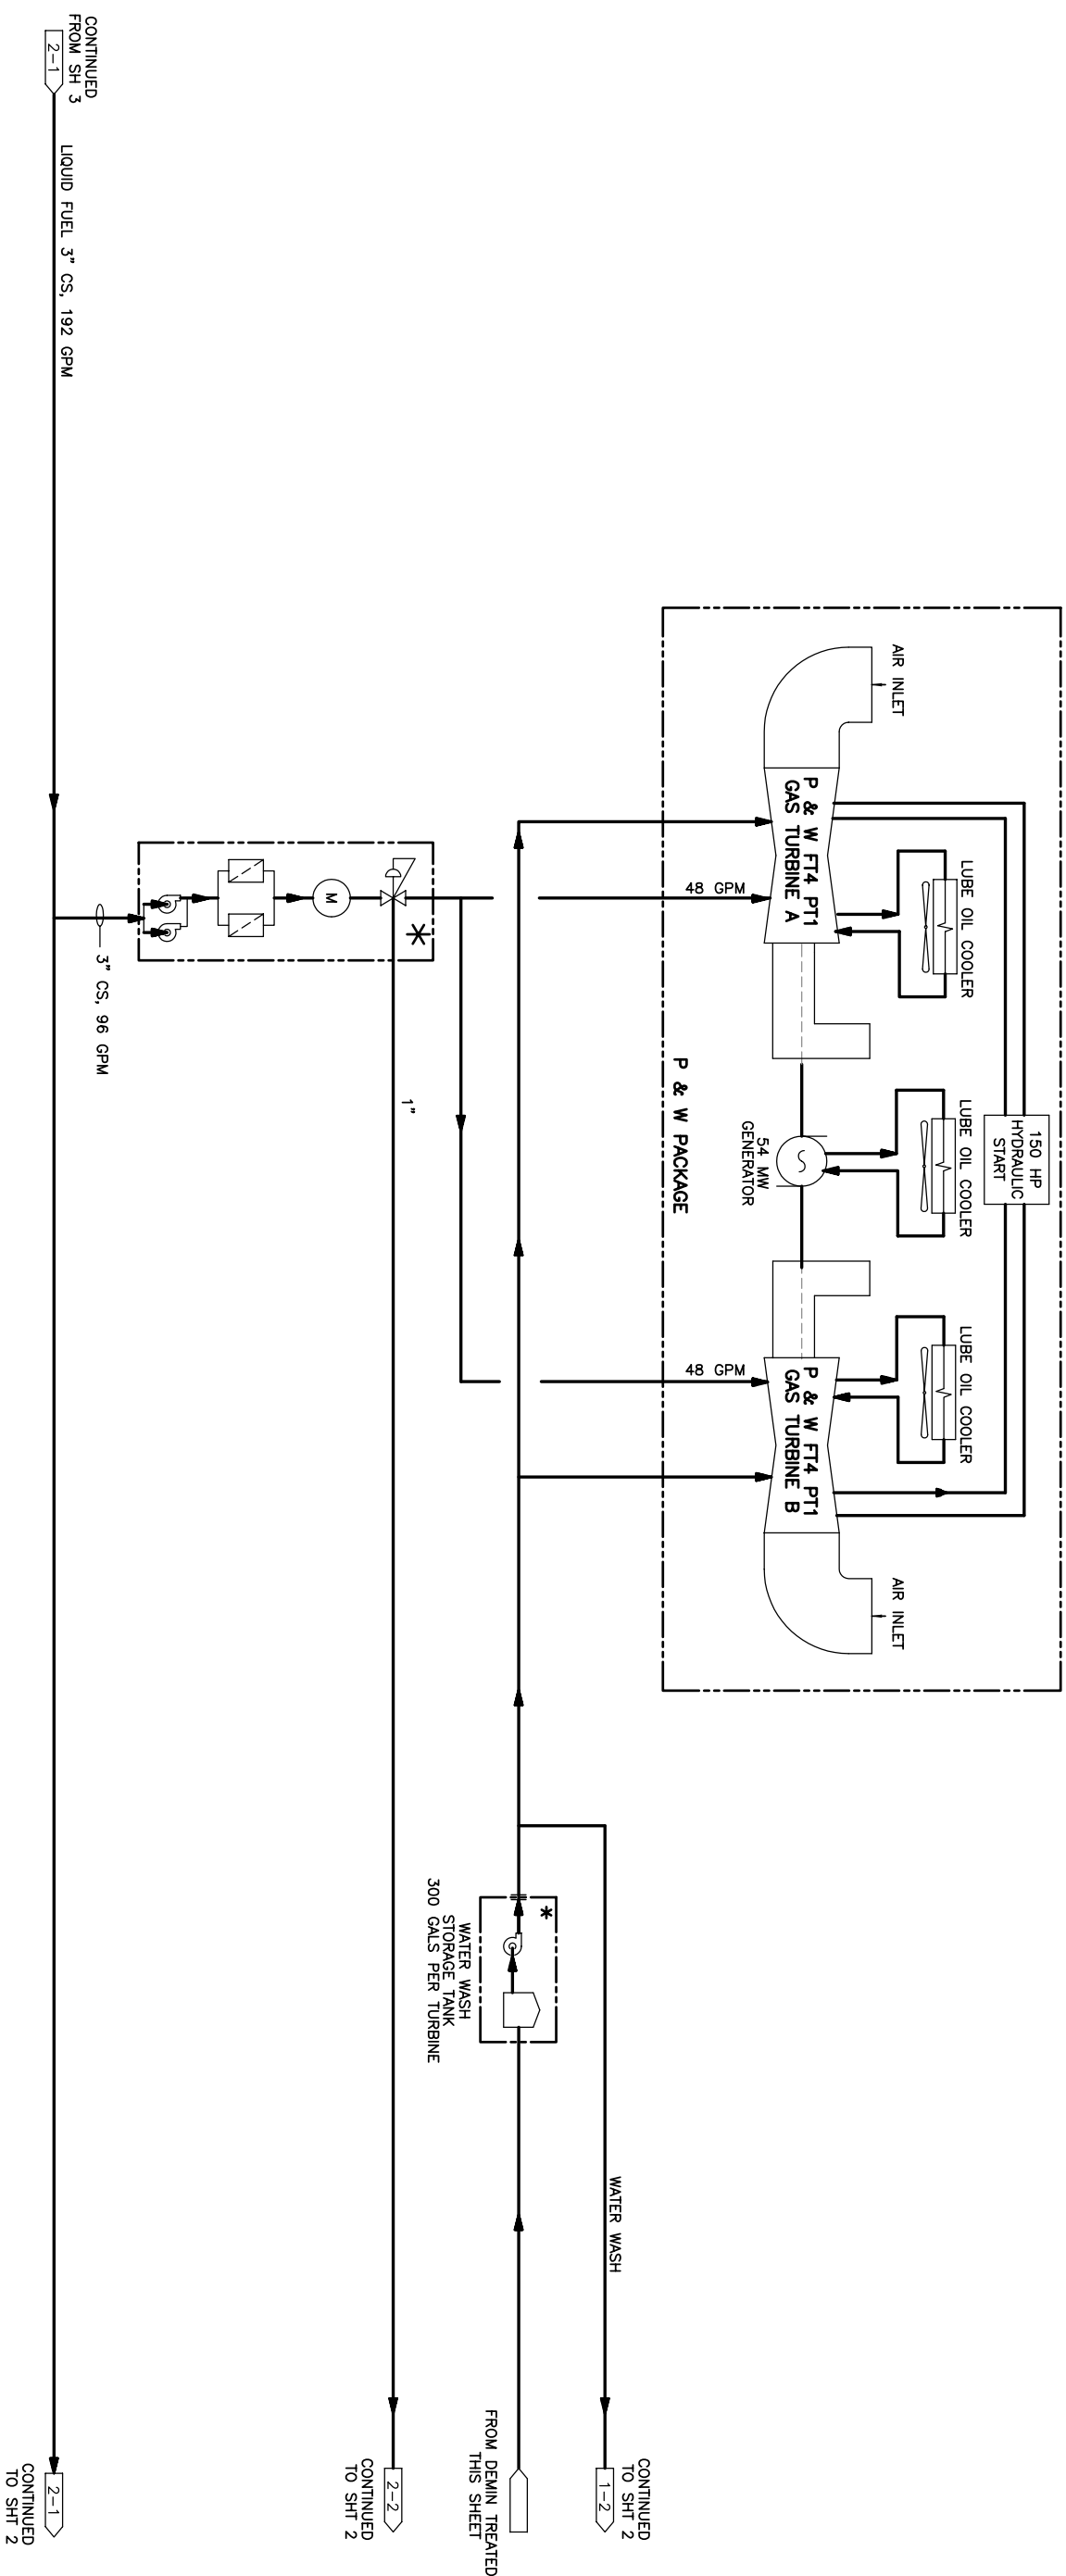 CONTINUED
FROM SH 3
2-1
LIQUID FUEL 3" CS, 192 GPM
3" CS, 96 GPM
M
*
1"
48 GPM
48 GPM
AIR INLET
P & W FT4 PT1
GAS TURBINE A
LUBE OIL COOLER
150 HP
HYDRAULIC
START
LUBE OIL COOLER
54 MW
GENERATOR
P & W PACKAGE
LUBE OIL COOLER
P & W FT4 PT1
GAS TURBINE B
AIR INLET
*
WATER WASH
STORAGE TANK
300 GALS PER TURBINE
WATER WASH
CONTINUED
TO SHT 2
1-2
FROM DEMIN TREATED
THIS SHEET
CONTINUED
TO SHT 2
2-2
CONTINUED
TO SHT 2
2-1